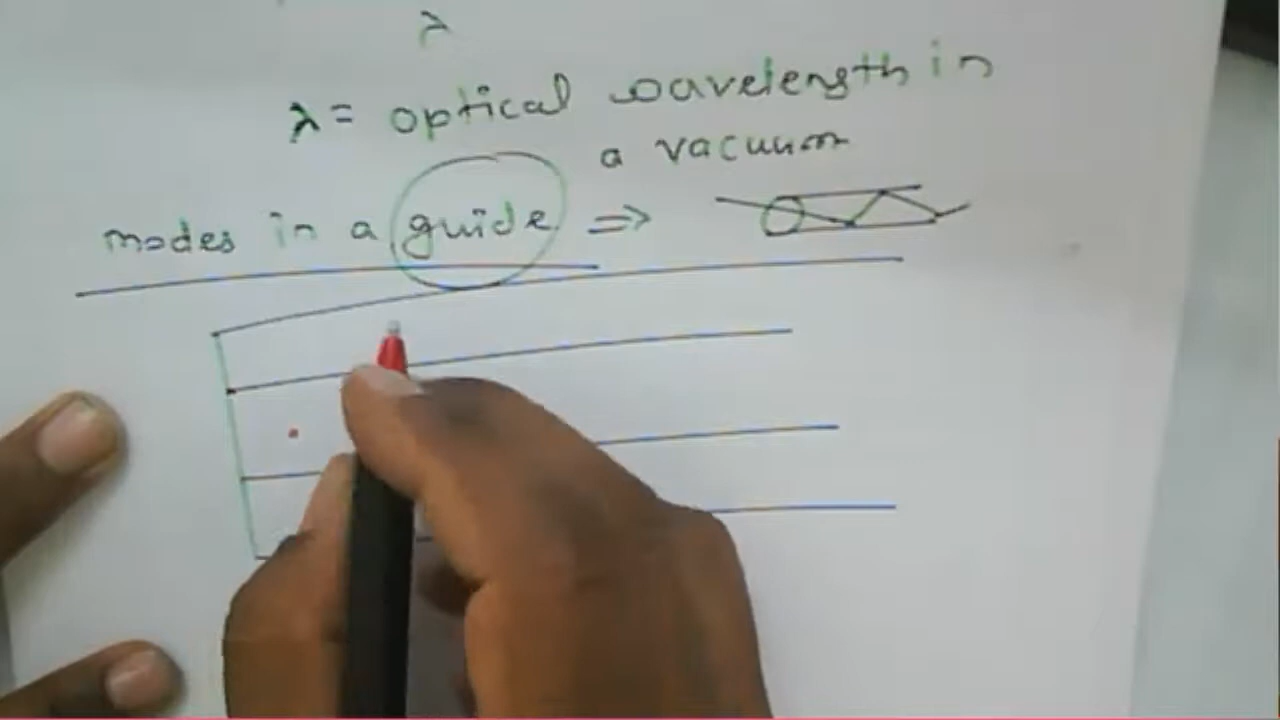 λ
λ = optical wavelength in
a vacuum
modes in a guide ⇒